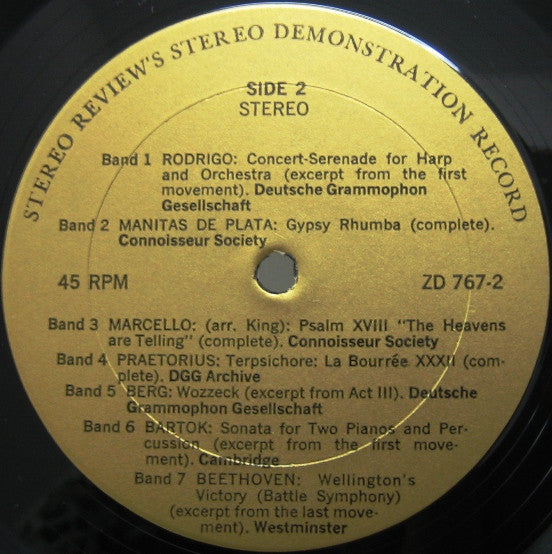 STEREO REVIEW'S STEREO DEMONSTRATION RECORD
SIDE 2
STEREO
Band 1 RODRIGO: Concert-Serenade for Harp
and Orchestra (excerpt from the first
movement). Deutsche Grammophon
Gesellschaft
Band 2 MANITAS DE PLATA: Gypsy Rhumba (complete).
Connoisseur Society
45 RPM
ZD 767-2
Band 3 MARCELLO: (arr. King): Psalm XVIII "The Heavens
are Telling" (complete). Connoisseur Society
Band 4 PRAETORIUS: Terpsichore: La Bourrée XXXII (com-
plete). DGG Archive
Band 5 BERG: Wozzeck (excerpt from Act III). Deutsche
Grammophon Gesellschaft
Band 6 BARTOK: Sonata for Two Pianos and Per-
cussion (excerpt from the first move-
ment). Cambridge
Band 7 BEETHOVEN: Wellington's
Victory (Battle Symphony)
(excerpt from the last move-
ment). Westminster